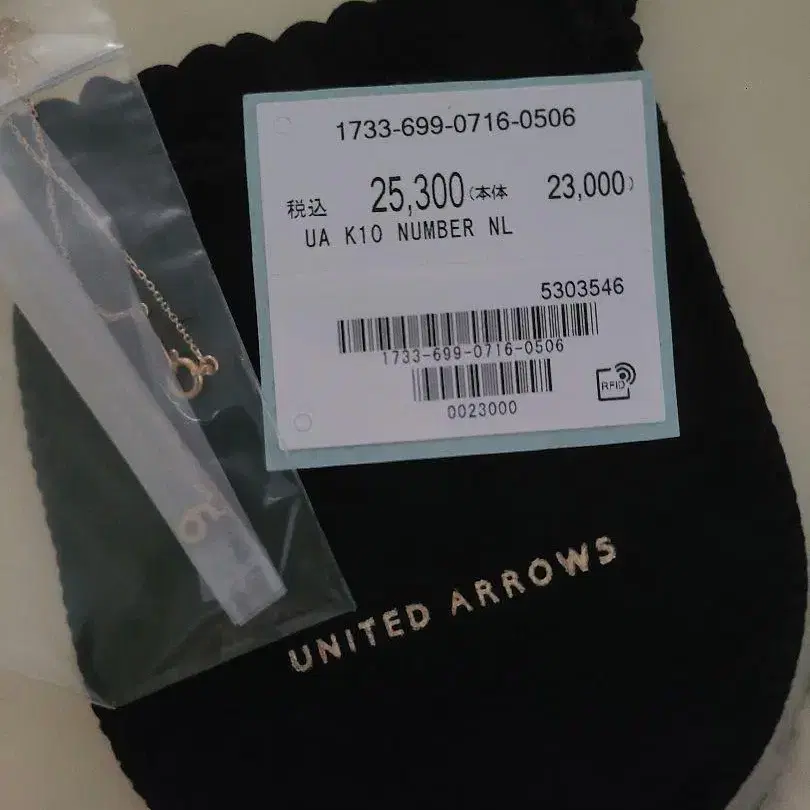 1733-699-0716-0506
税込 25,300(本体 23,000)
UA K10 NUMBER NL
5303546
1733-699-0716-0506
RFID
0023000
UNITED ARROWS